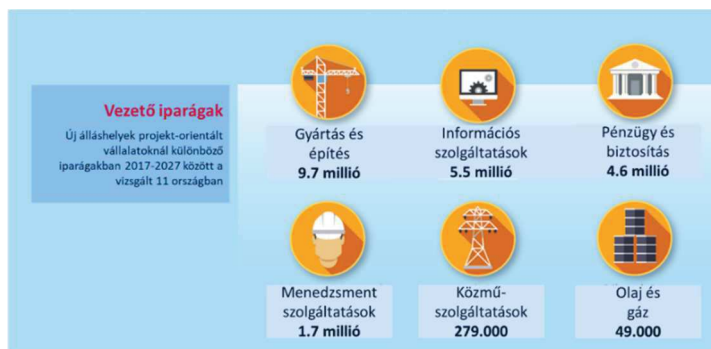 Vezető iparágak
Új álláshelyek projekt-orientált
vállalatoknál különböző
iparágakban 2017-2027 között a
vizsgált 11 országban
Gyártás és
építés
9.7 millió
Információs
szolgáltatások
5.5 millió
Pénzügy és
biztosítás
4.6 millió
Menedzsment
szolgáltatások
1.7 millió
Közmű-
szolgáltatások
279.000
Olaj és
gáz
49.000